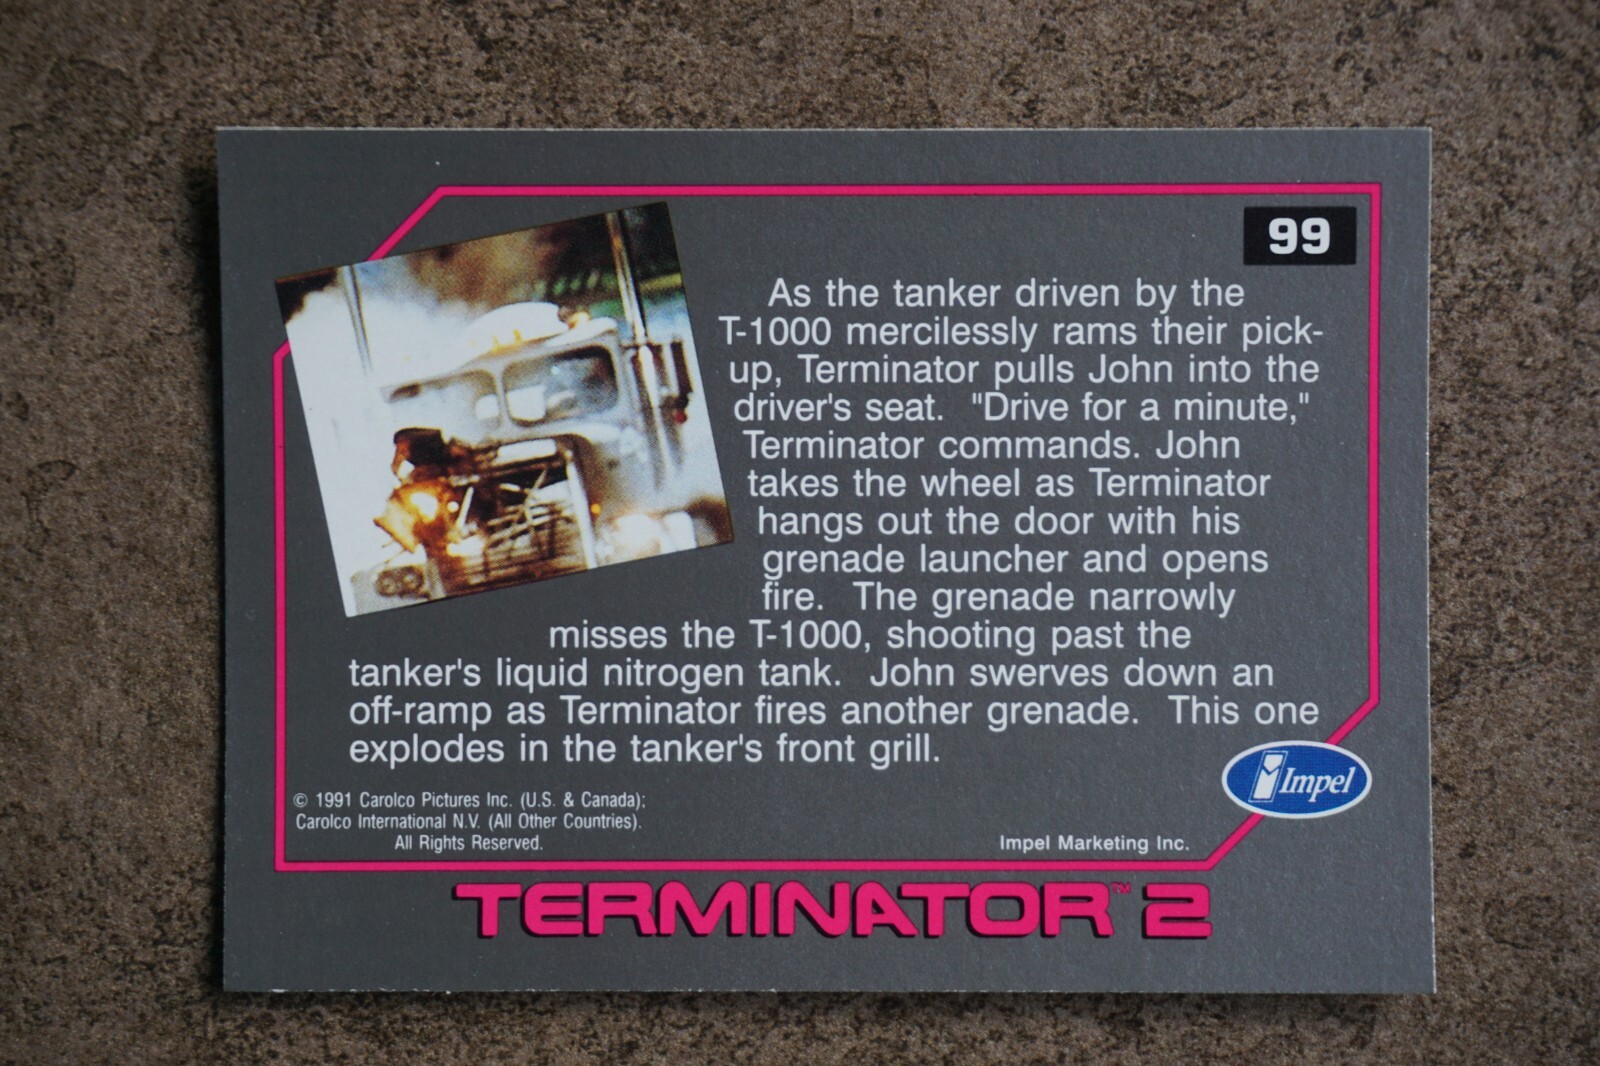 99
As the tanker driven by the
T-1000 mercilessly rams their pick-
up, Terminator pulls John into the
driver's seat.  "Drive for a minute,"
Terminator commands. John
takes the wheel as Terminator
hangs out the door with his
grenade launcher and opens
fire.  The grenade narrowly
misses the T-1000, shooting past the
tanker's liquid nitrogen tank.  John swerves down an
off-ramp as Terminator fires another grenade.  This one
explodes in the tanker's front grill.
Impel
© 1991 Carolco Pictures Inc. (U.S. & Canada);
Carolco International N.V. (All Other Countries).
All Rights Reserved.
Impel Marketing Inc.
TERMINATOR™ 2